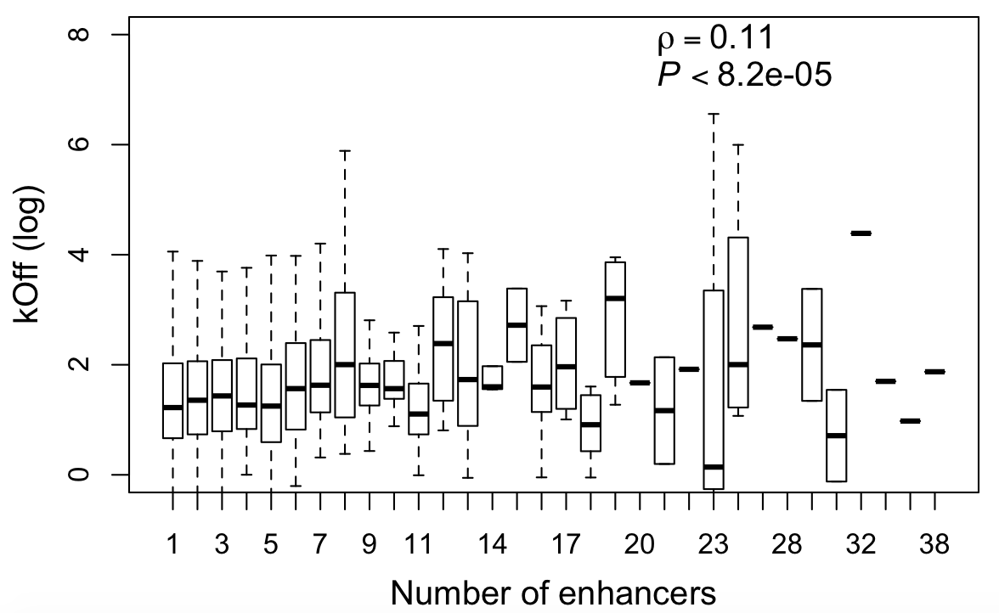 ρ = 0.11
P < 8.2e-05
8
6
4
2
0
kOff (log)
1 3 5 7 9 11 14 17 20 23 28 32 38
Number of enhancers